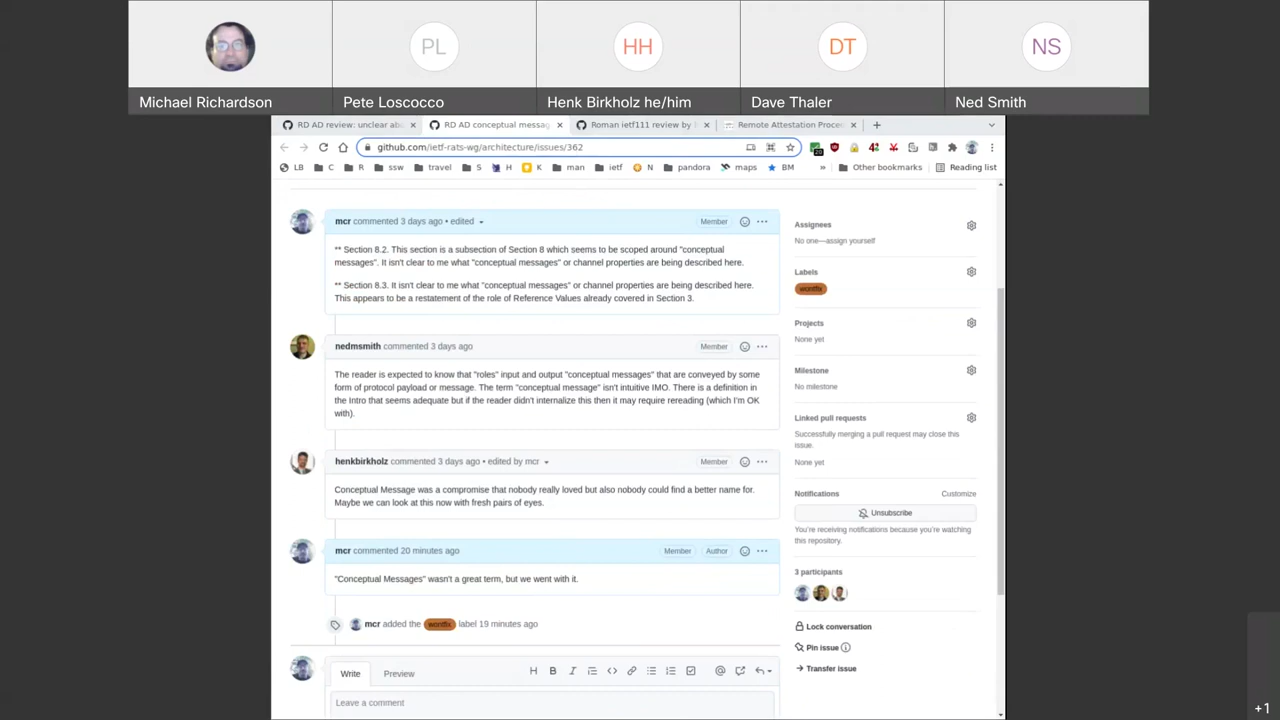 PL
HH
DT
NS
Michael Richardson
Pete Loscocco
Henk Birkholz he/him
Dave Thaler
Ned Smith
RD AD review: unclear abo
RD AD conceptual messag
Roman ietf111 review by
Remote Attestation Proce
github.com/ietf-rats-wg/architecture/issues/362
LB
C
R
ssw
travel
S
H
K
man
ietf
N
pandora
maps
BM
»
Other bookmarks
Reading list
mcr commented 3 days ago • edited
Member
** Section 8.2. This section is a subsection of Section 8 which seems to be scoped around "conceptual
messages". It isn't clear to me what "conceptual messages" or channel properties are being described here.
** Section 8.3. It isn't clear to me what "conceptual messages" or channel properties are being described here.
This appears to be a restatement of the role of Reference Values already covered in Section 3.
nedmsmith commented 3 days ago
Member
The reader is expected to know that "roles" input and output "conceptual messages" that are conveyed by some
form of protocol payload or message. The term "conceptual message" isn't intuitive IMO. There is a definition in
the Intro that seems adequate but if the reader didn't internalize this then it may require rereading (which I'm OK
with).
henkbirkholz commented 3 days ago • edited by mcr
Member
Conceptual Message was a compromise that nobody really loved but also nobody could find a better name for.
Maybe we can look at this now with fresh pairs of eyes.
mcr commented 20 minutes ago
Member
Author
"Conceptual Messages" wasn't a great term, but we went with it.
mcr added the wontfix label 19 minutes ago
Write
Preview
Leave a comment
Assignees
No one—assign yourself
Labels
wontfix
Projects
None yet
Milestone
No milestone
Linked pull requests
Successfully merging a pull request may close this
issue.
None yet
Notifications
Customize
Unsubscribe
You're receiving notifications because you're watching
this repository.
3 participants
Lock conversation
Pin issue
Transfer issue
+1